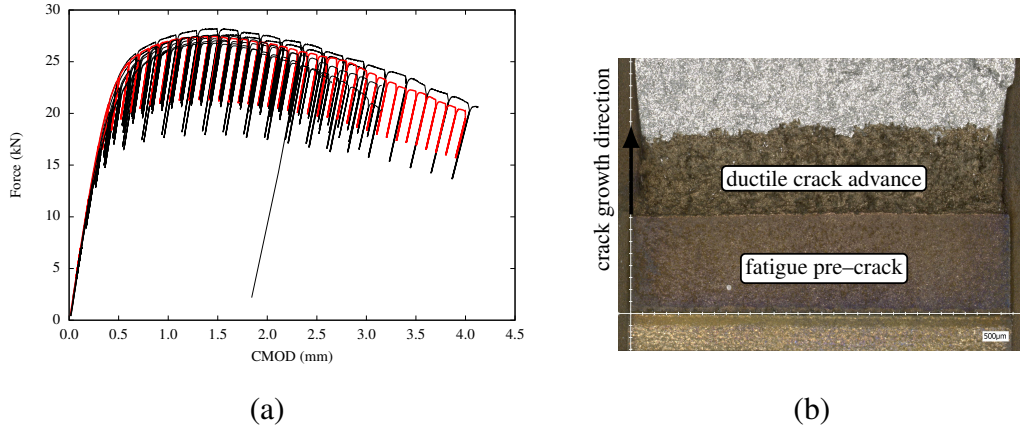 30
25
20
15
10
5
0
0.0 0.5 1.0 1.5 2.0 2.5 3.0 3.5 4.0 4.5
Force (kN)
CMOD (mm)
(a)
crack growth direction
ductile crack advance
fatigue pre–crack
500µm
(b)